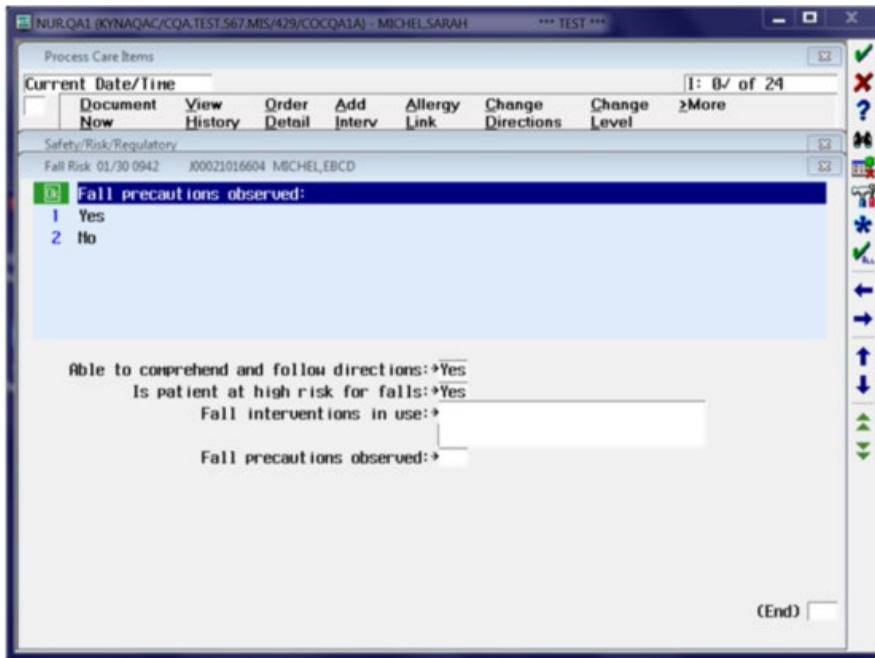 NUR.QA1 (KYNAQAC/CQA.TEST.567.MIS/429/COCQA1A) - MICHEL,SARAH *** TEST ***
Process Care Items
Current Date/Time I: 0/ of 24
Document View Order Add Allergy Change Change >More
Now History Detail Interv Link Directions Level
Safety/Risk/Regulatory
Fall Risk 01/30 0942 J00021016604 MICHEL,EBCD
Fall precautions observed:
1 Yes
2 No
Able to comprehend and follow directions: Yes
Is patient at high risk for falls: Yes
Fall interventions in use:
Fall precautions observed:
(End)